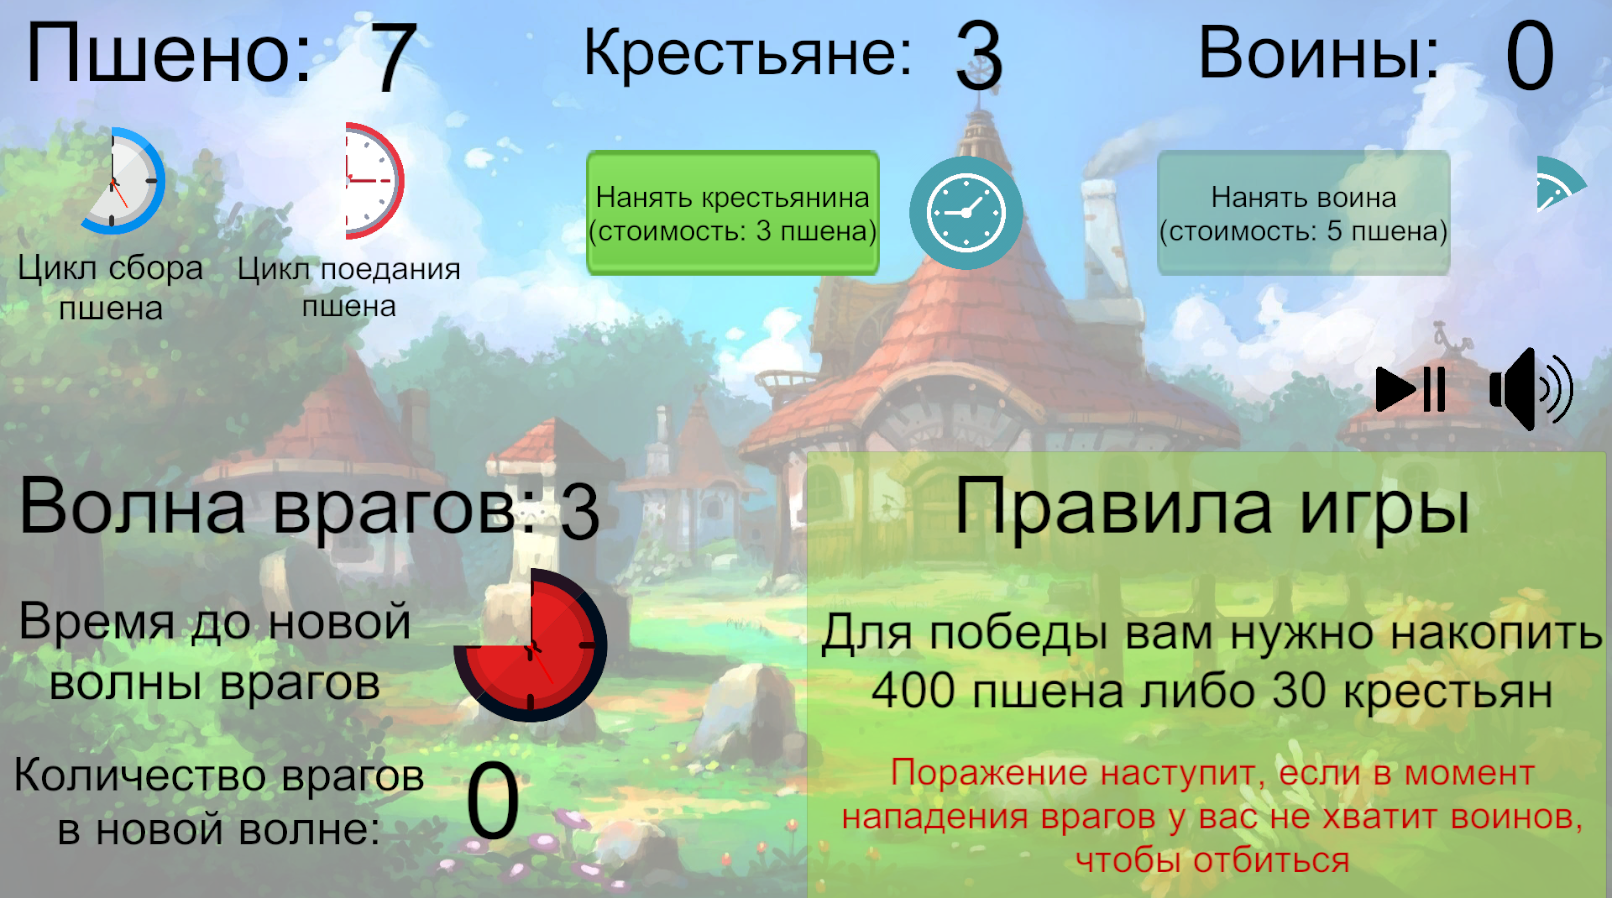 Пшено: 7
Крестьяне: 3
Воины: 0
Нанять крестьянина
(стоимость: 3 пшена)
Нанять воина
(стоимость: 5 пшена)
Цикл сбора
пшена
Цикл поедания
пшена
Волна врагов: 3
Время до новой
волны врагов
Количество врагов
в новой волне:
0
Правила игры
Для победы вам нужно накопить
400 пшена либо 30 крестьян
Поражение наступит, если в момент
нападения врагов у вас не хватит воинов,
чтобы отбиться